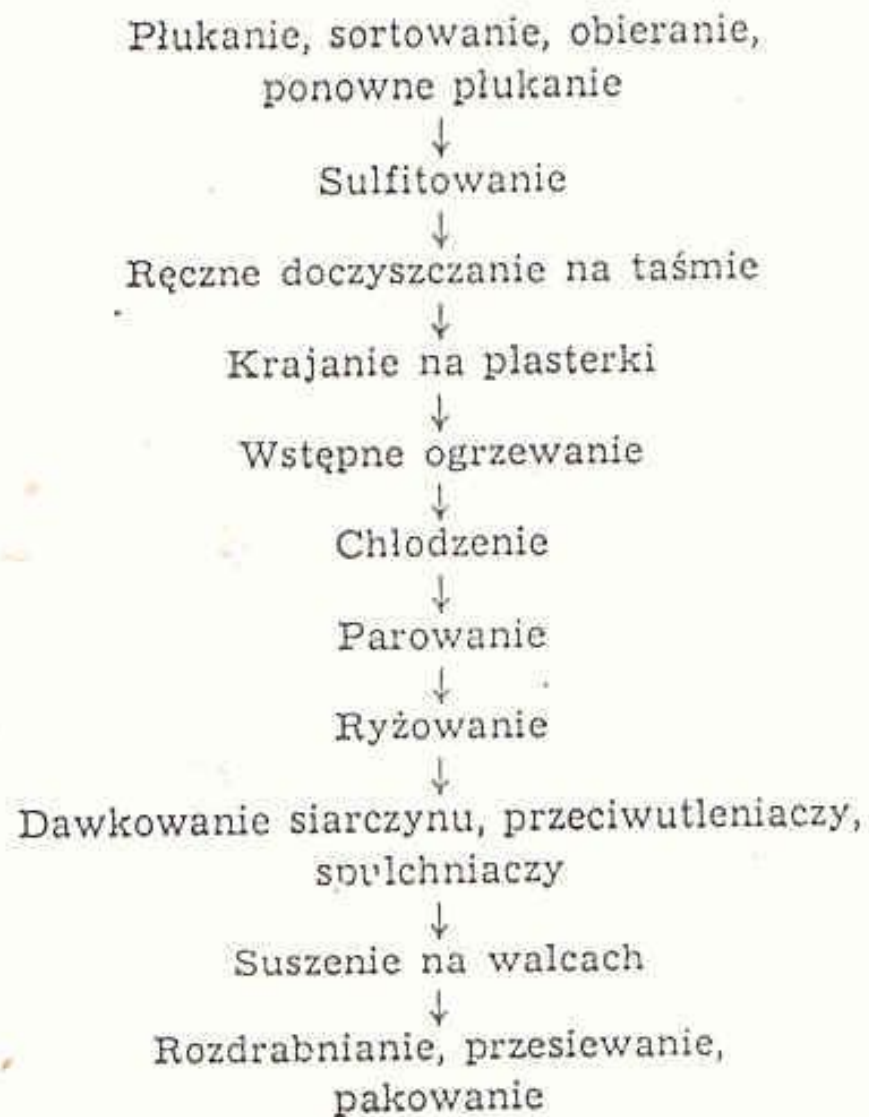 Płukanie, sortowanie, obieranie,
ponowne płukanie
↓
Sulfitowanie
↓
Ręczne doczyszczanie na taśmie
↓
Krajanie na plasterki
↓
Wstępne ogrzewanie
↓
Chłodzenie
↓
Parowanie
↓
Ryżowanie
↓
Dawkowanie siarczynu, przeciwutleniaczy,
spulchniaczy
↓
Suszenie na walcach
↓
Rozdrabnianie, przesiewanie,
pakowanie